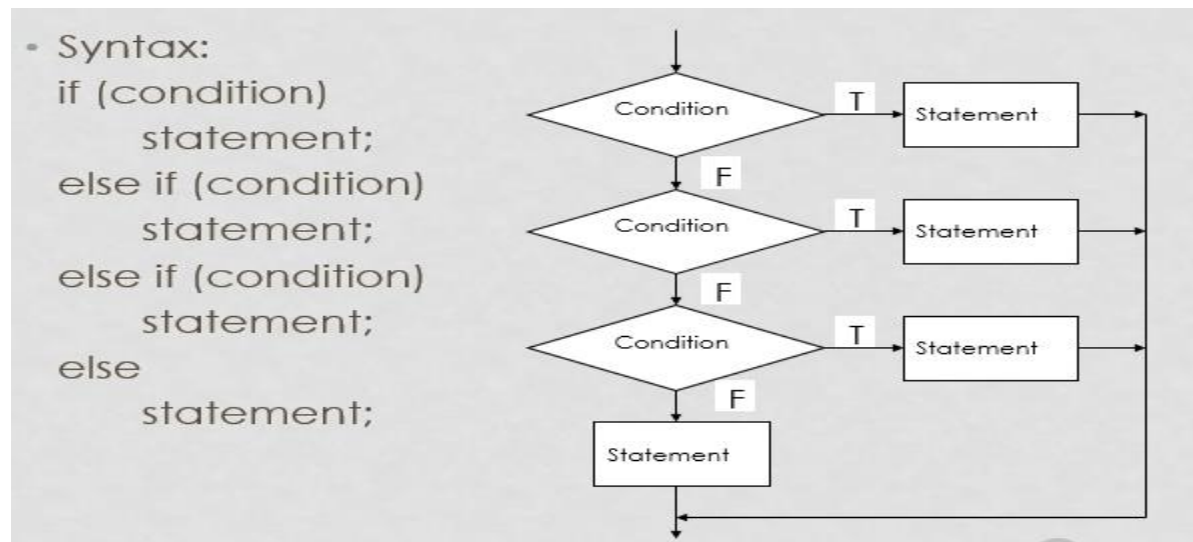 • Syntax:
if (condition)
statement;
else if (condition)
statement;
else if (condition)
statement;
else
statement;
Condition
T
Statement
F
Condition
T
Statement
F
Condition
T
Statement
F
Statement